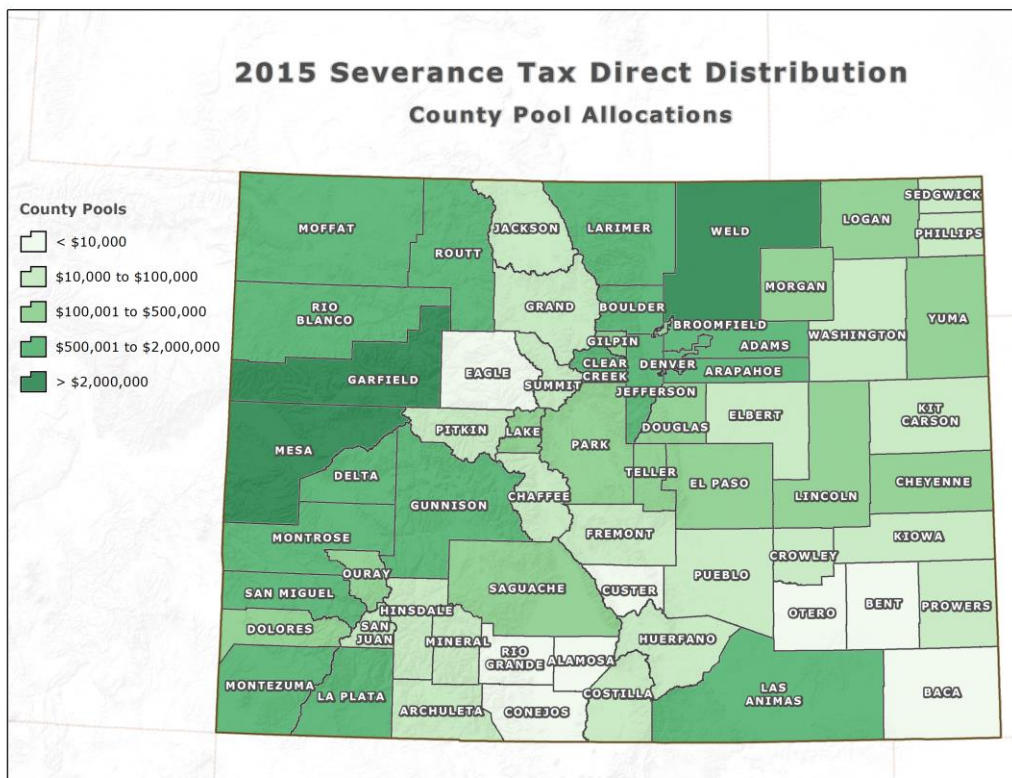 2015 Severance Tax Direct Distribution
County Pool Allocations
County Pools
< $10,000
$10,000 to $100,000
$100,001 to $500,000
$500,001 to $2,000,000
> $2,000,000
MOFFAT
ROUTT
JACKSON
LARIMER
WELD
LOGAN
SEDGWICK
PHILLIPS
RIO
BLANCO
GRAND
BOULDER
MORGAN
WASHINGTON
YUMA
BROOMFIELD
GILPIN
ADAMS
GARFIELD
EAGLE
SUMMIT
CLEAR
CREEK
DENVER
ARAPAHOE
JEFFERSON
MESA
PITKIN
LAKE
PARK
DOUGLAS
ELBERT
KIT
CARSON
DELTA
GUNNISON
CHAFFEE
TELLER
EL PASO
LINCOLN
CHEYENNE
MONTROSE
FREMONT
CROWLEY
KIOWA
OURAY
SAN MIGUEL
SAGUACHE
CUSTER
PUEBLO
OTERO
BENT
PROWERS
DOLORES
SAN
JUAN
HINSDALE
MINERAL
RIO
GRANDE
ALAMOSA
HUERFANO
MONTEZUMA
LA PLATA
ARCHULETA
CONEJOS
COSTILLA
LAS
ANIMAS
BACA